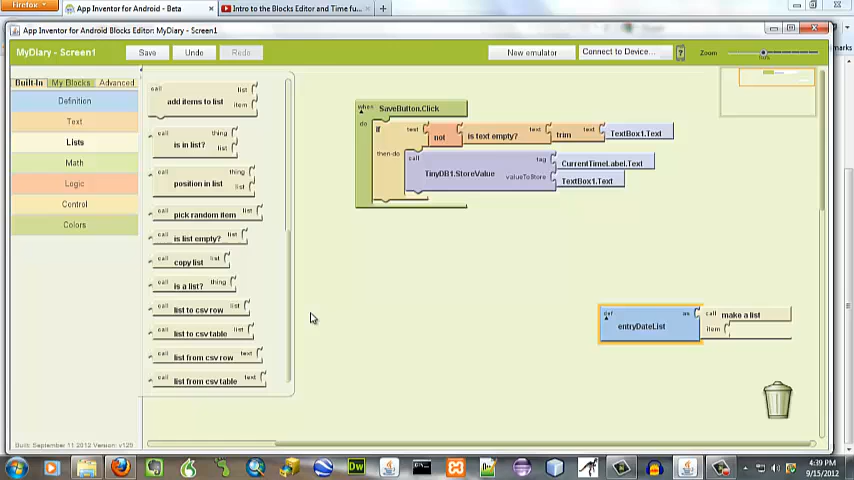 Firefox
App Inventor for Android - Beta
Intro to the Blocks Editor and Time fu...
App Inventor for Android Blocks Editor: MyDiary - Screen1
MyDiary - Screen1
Save
Undo
Redo
New emulator
Connect to Device...
Zoom
Built-In
My Blocks
Advanced
Definition
Text
Lists
Math
Logic
Control
Colors
call
list
add items to list
item
call
thing
is in list?
list
call
thing
position in list
list
call
pick random item
list
call
is list empty?
list
call
copy list
list
call
is a list?
thing
call
list to csv row
list
call
list to csv table
list
call
list from csv row
text
call
list from csv table
text
when
SaveButton.Click
do
if
test
not
is text empty?
text
trim
text
TextBox1.Text
then-do
call
TinyDB1.StoreValue
tag
CurrentTimeLabel.Text
valueToStore
TextBox1.Text
def
entryDateList
as
call
make a list
item
Built: September 11 2012 Version: v125
4:39 PM
9/15/2012